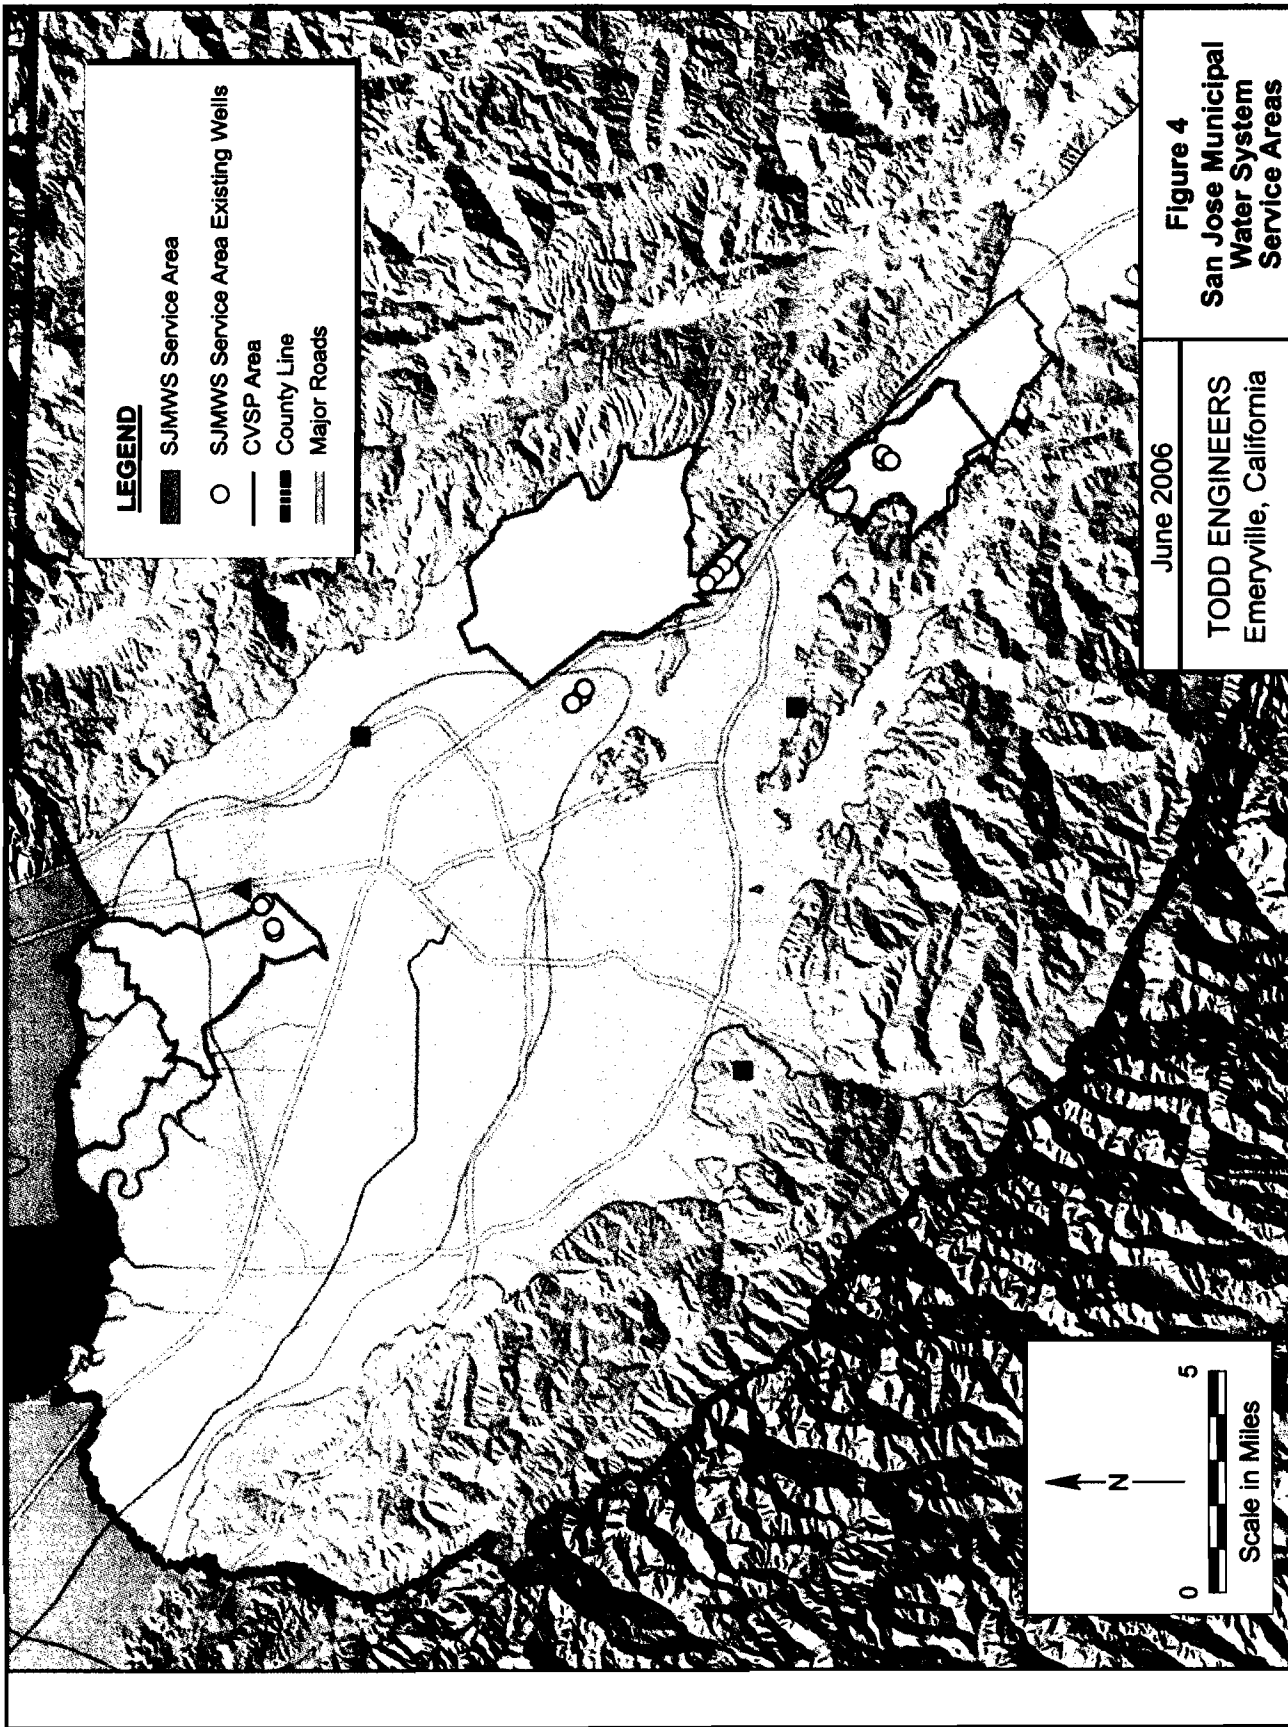 LEGEND
SJMWS Service Area
SJMWS Service Area Existing Wells
CVSP Area
County Line
Major Roads
N
0 5
Scale in Miles
June 2006
TODD ENGINEERS
Emeryville, California
Figure 4
San Jose Municipal
Water System
Service Areas